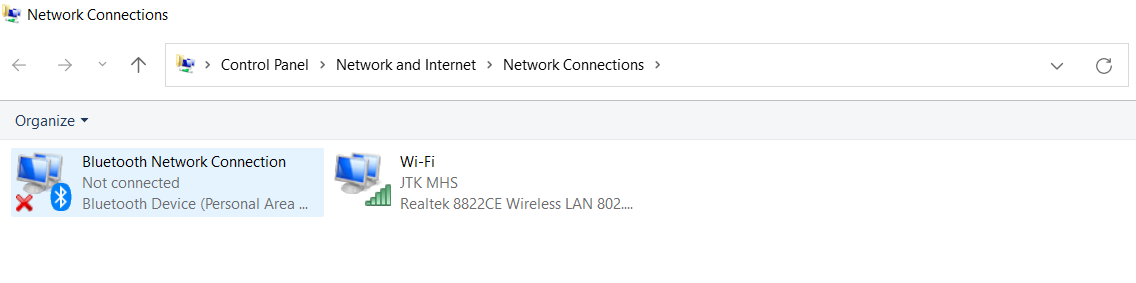 Network Connections
Control Panel > Network and Internet > Network Connections >
Organize
Bluetooth Network Connection
Not connected
Bluetooth Device (Personal Area ...
Wi-Fi
JTK MHS
Realtek 8822CE Wireless LAN 802....